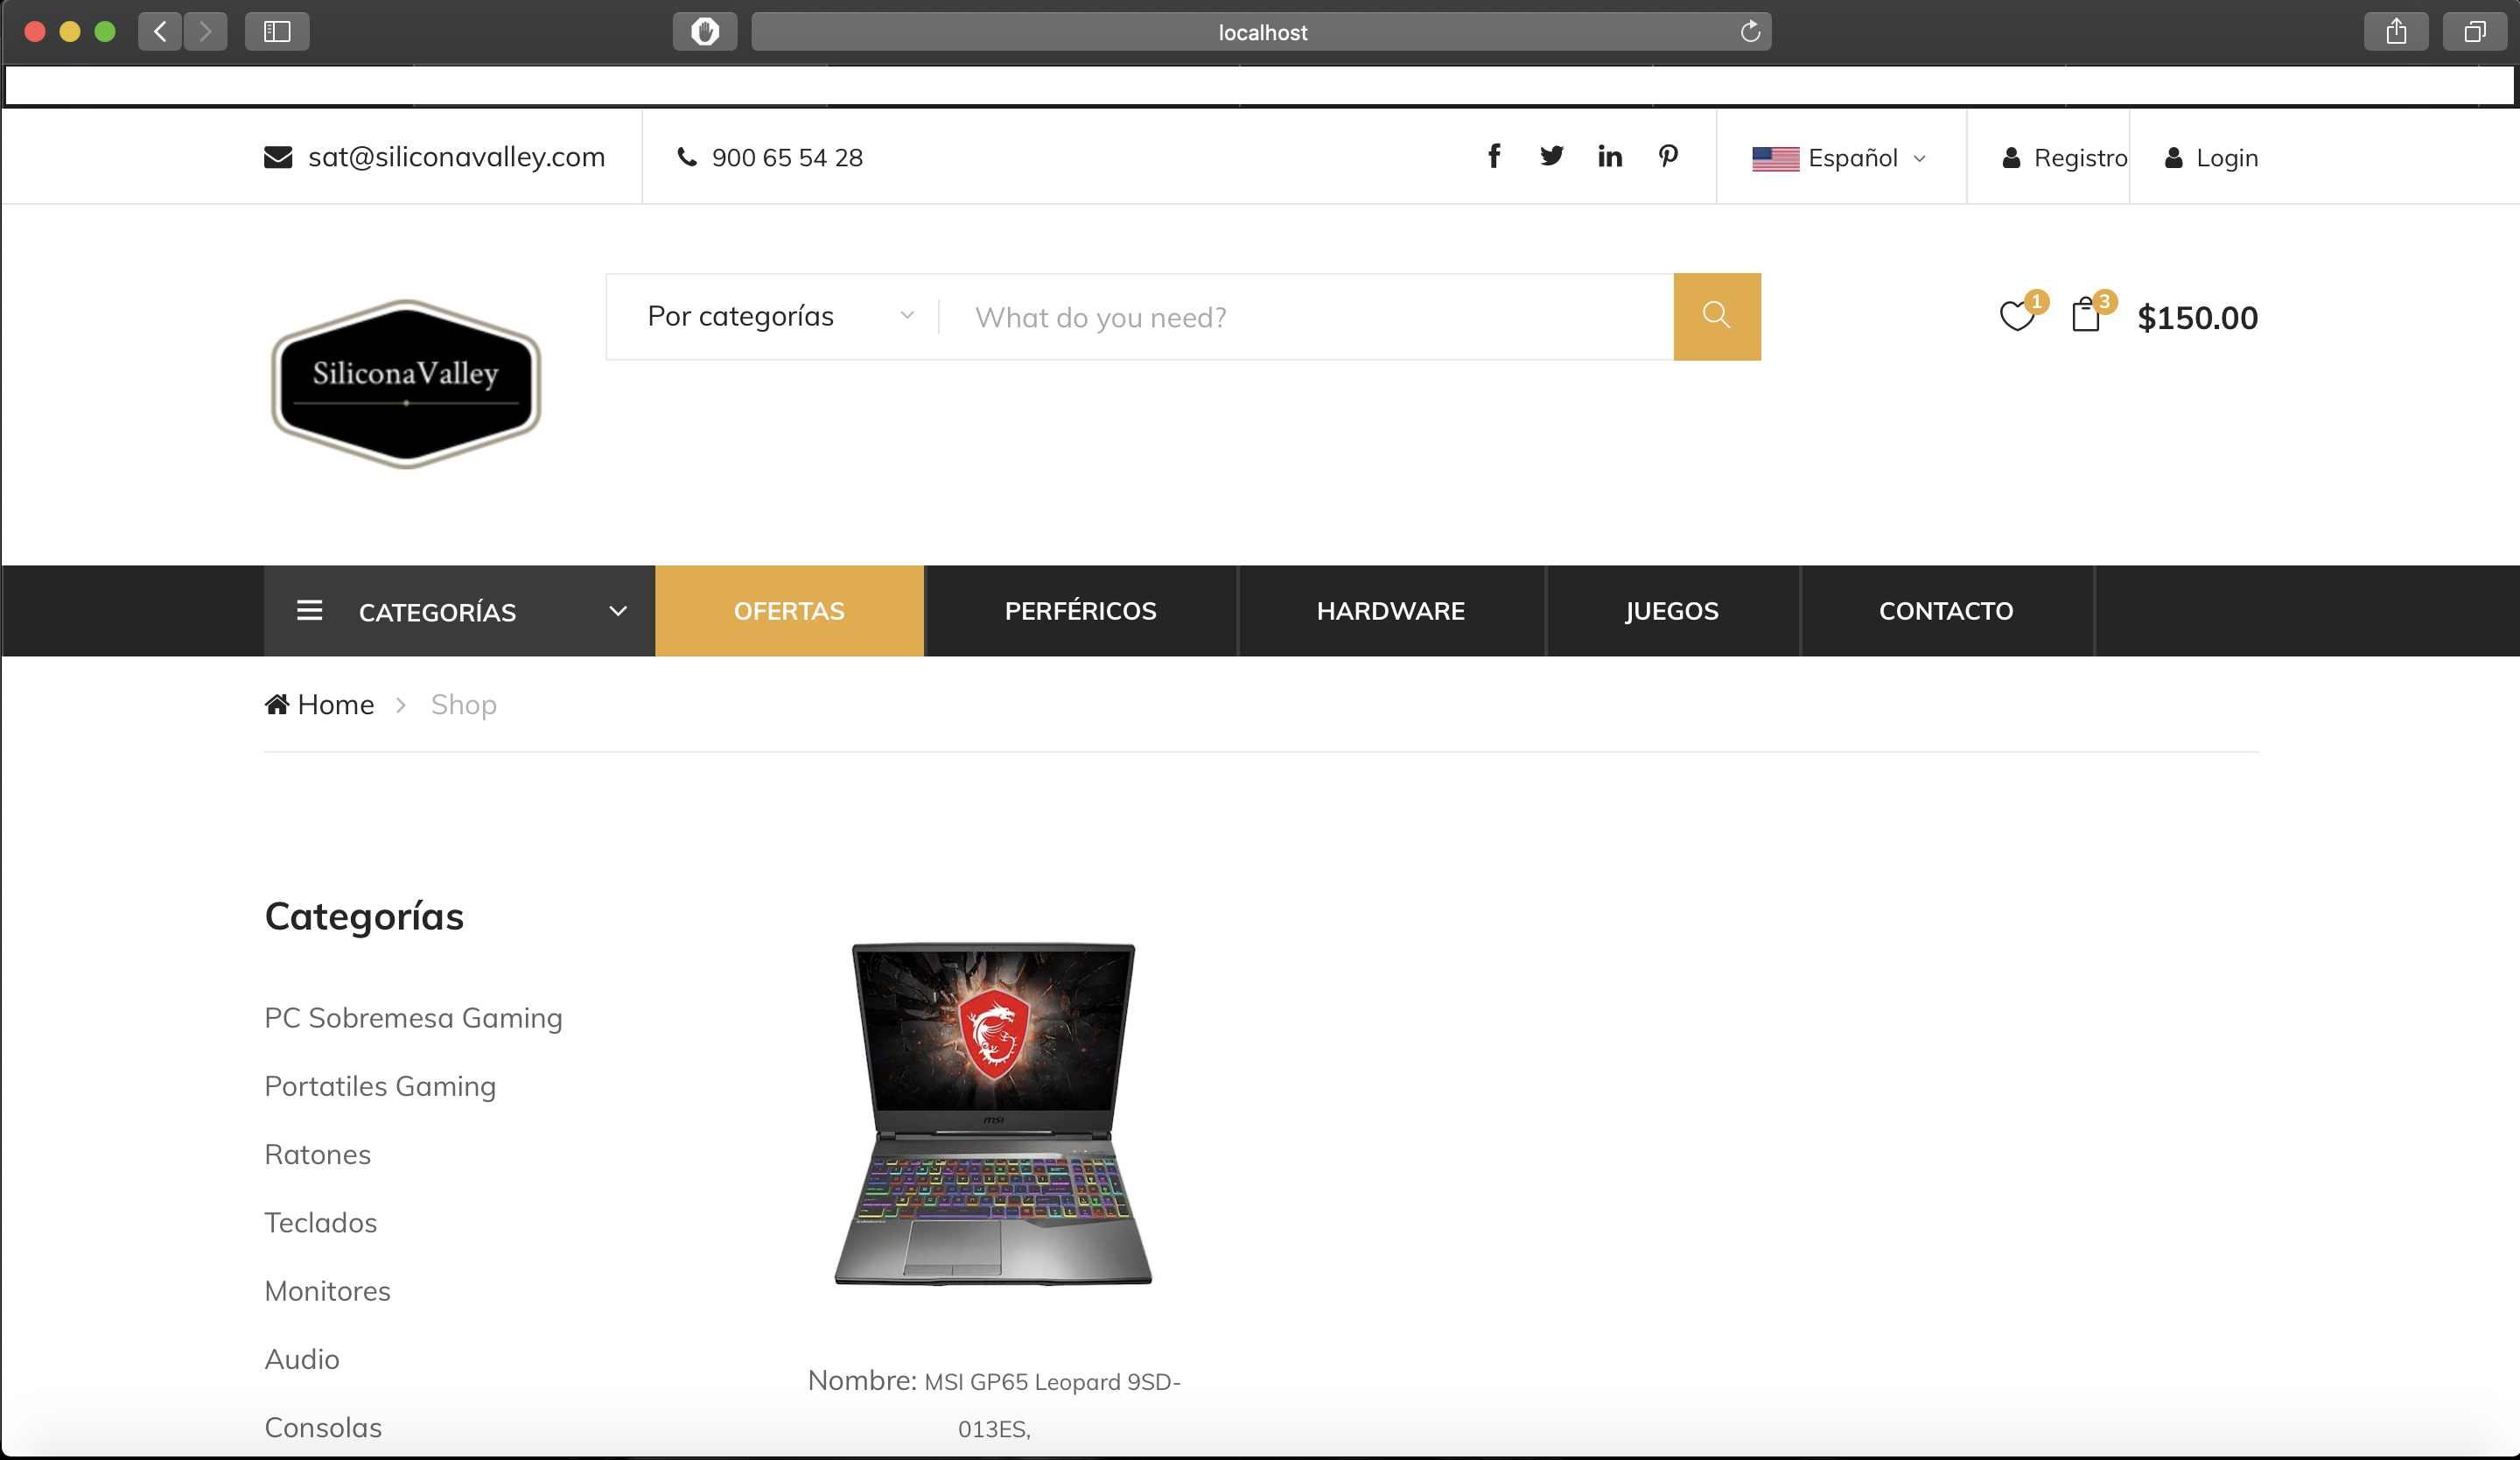 localhost
sat@siliconavalley.com
900 65 54 28
Español
Registro
Login
SiliconaValley
Por categorías
What do you need?
1
3
$150.00
CATEGORÍAS
OFERTAS
PERFÉRICOS
HARDWARE
JUEGOS
CONTACTO
Home
Shop
Categorías
PC Sobremesa Gaming
Portatiles Gaming
Ratones
Teclados
Monitores
Audio
Consolas
msi
Nombre: MSI GP65 Leopard 9SD-
013ES,